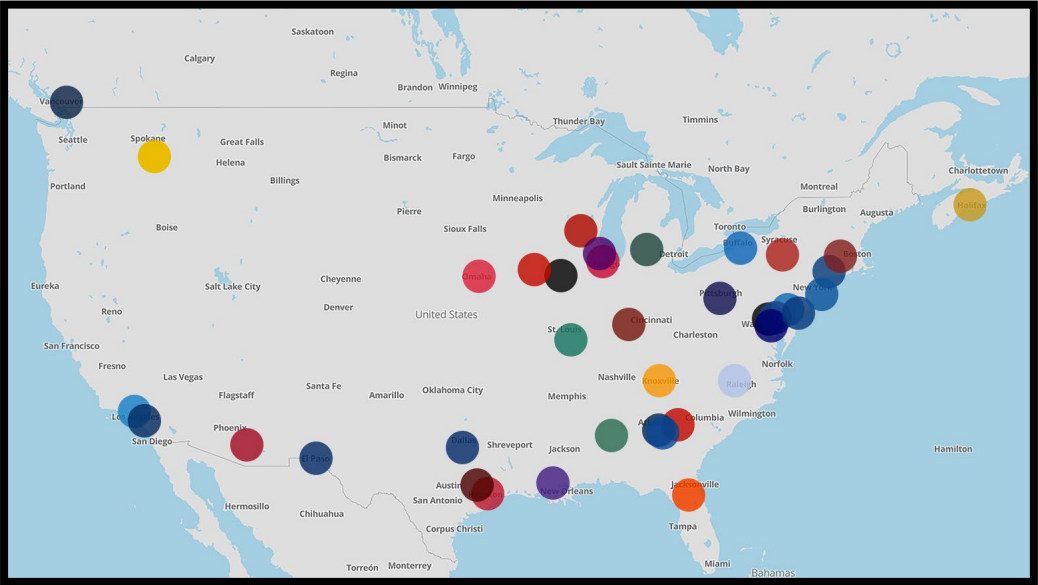 Saskatoon
Calgary
Regina
Brandon
Winnipeg
Vancouver
Thunder Bay
Timmins
Minot
Seattle
Spokane
Great Falls
Bismarck
Fargo
Helena
Sault Sainte Marie
North Bay
Charlottetown
Billings
Portland
Montreal
Minneapolis
Halifax
Burlington
Augusta
Pierre
Boise
Sioux Falls
Toronto
Syracuse
Buffalo
Detroit
Boston
Omaha
Cheyenne
Eureka
Salt Lake City
New York
Pittsburgh
Denver
Reno
United States
Cincinnati
Wa
St. Louis
Charleston
San Francisco
Fresno
Norfolk
Las Vegas
Nashville
Knoxville
Raleigh
Santa Fe
Flagstaff
Amarillo
Oklahoma City
Memphis
Wilmington
Los Angeles
Columbia
Atl
Phoenix
San Diego
Dallas
Shreveport
Jackson
Hamilton
El Paso
Austin
Jacksonville
New Orleans
Houston
San Antonio
Hermosillo
Chihuahua
Corpus Christi
Tampa
Miami
Torreón
Monterrey
Bahamas